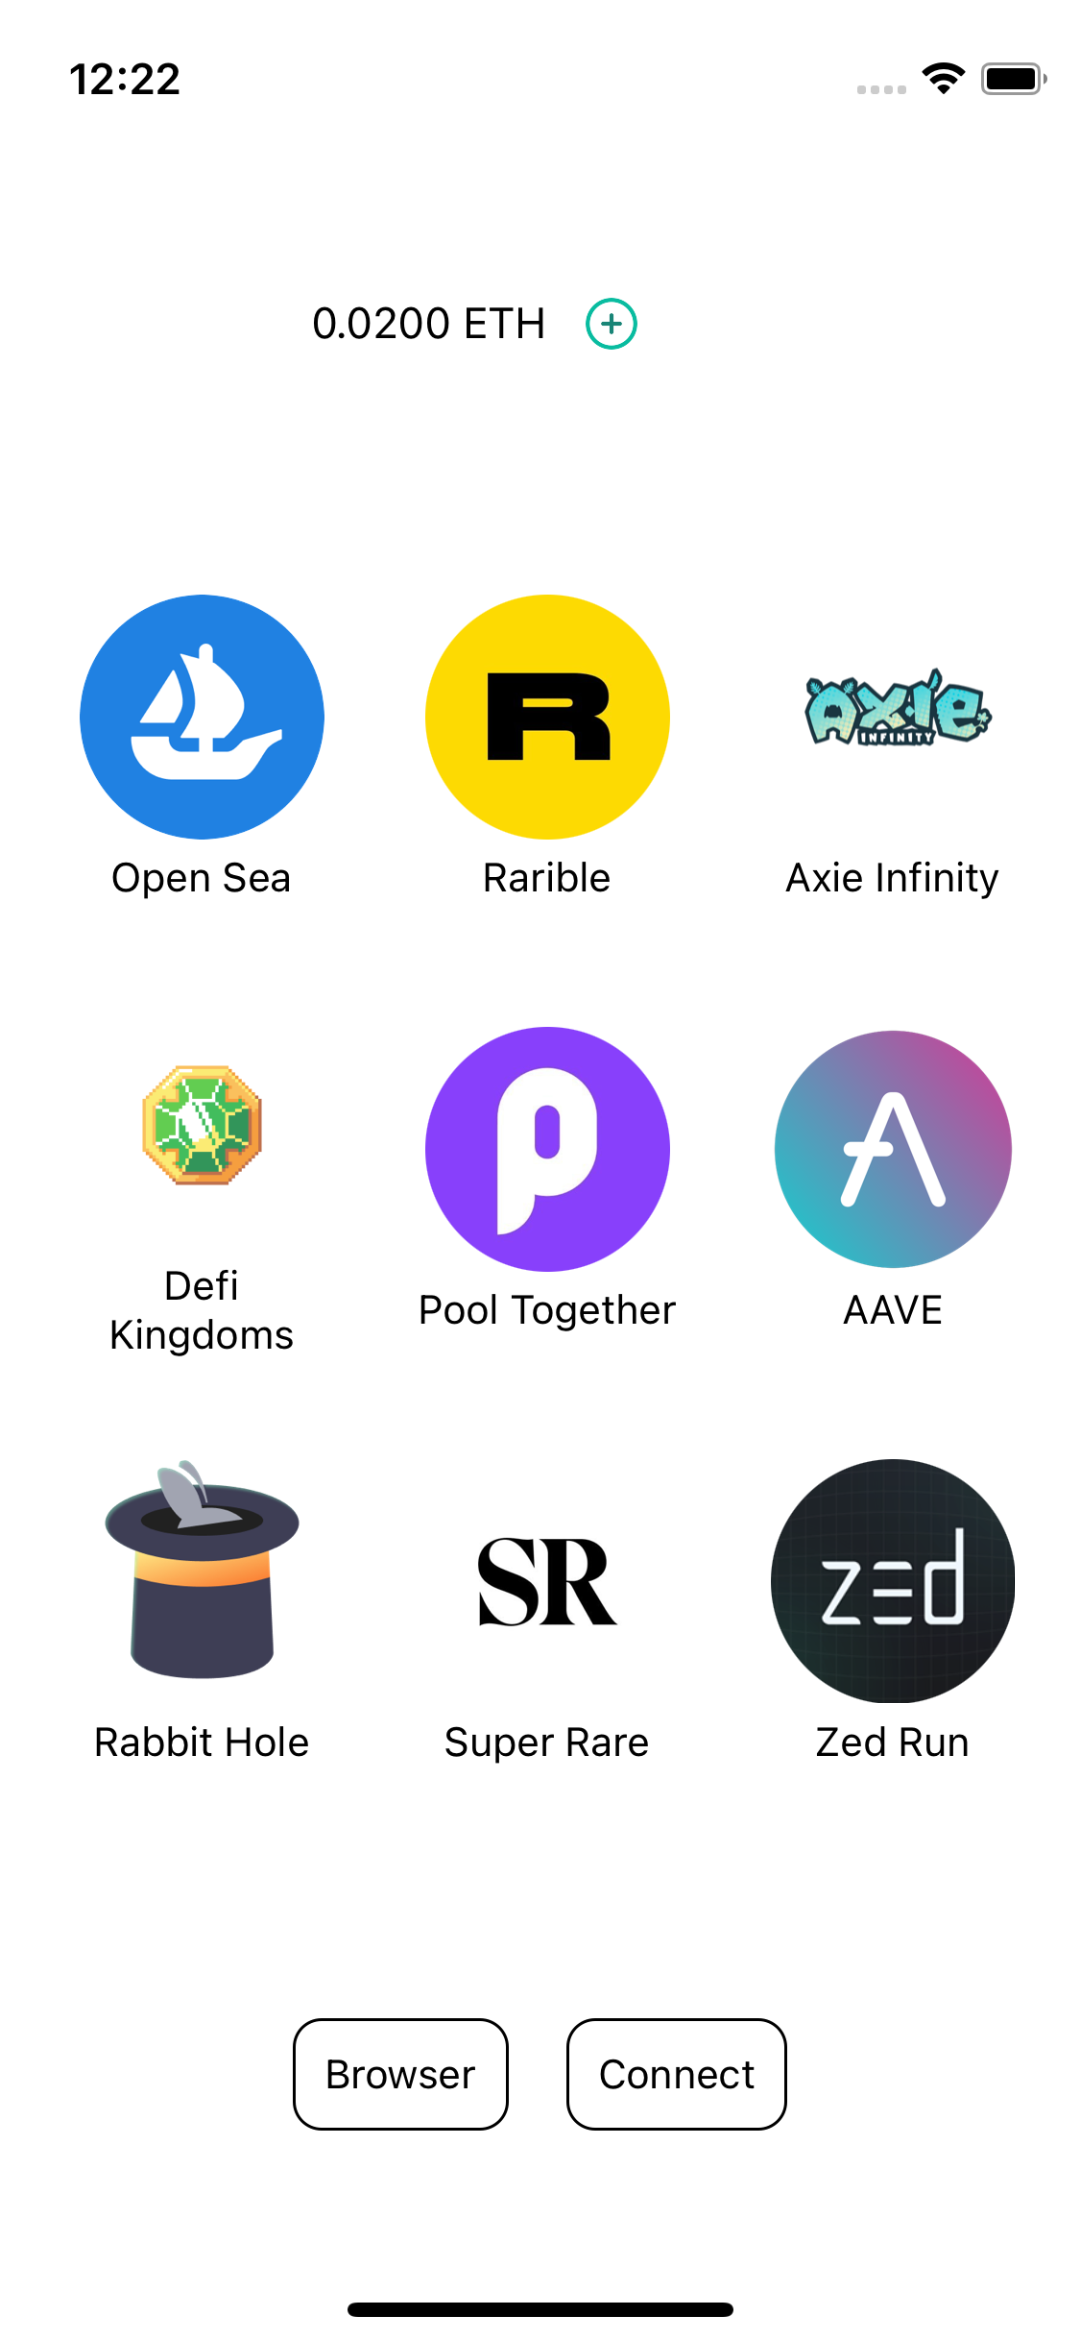 12:22
0.0200 ETH
R
Axie
INFINITY
Open Sea
Rarible
Axie Infinity
Defi
Kingdoms
Pool Together
AAVE
SR
zed
Rabbit Hole
Super Rare
Zed Run
Browser
Connect